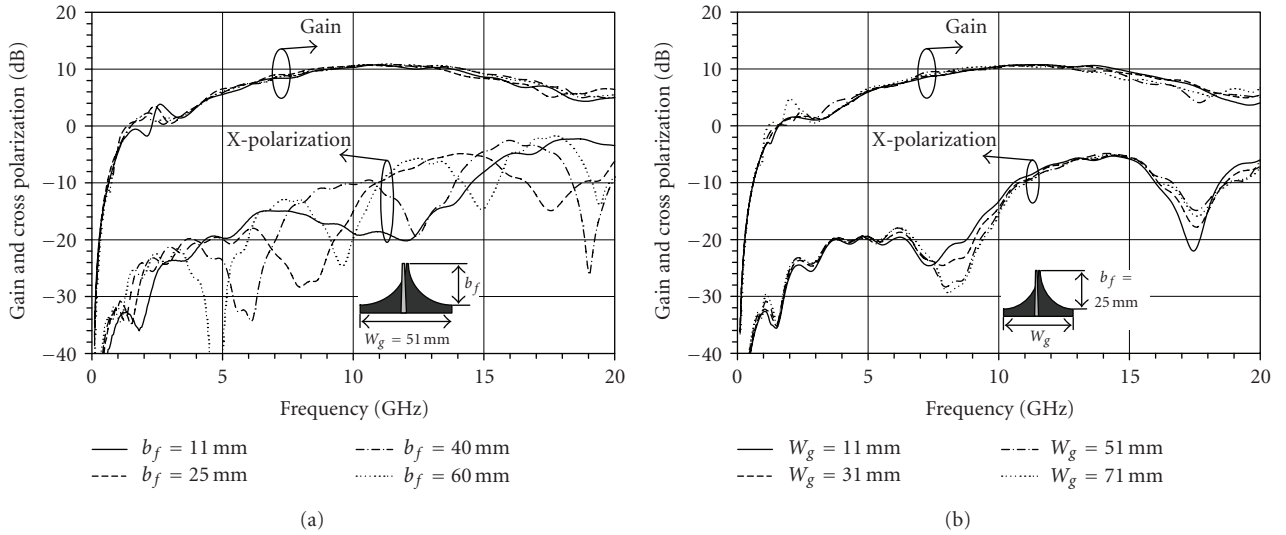 Gain and cross polarization (dB)
20
10
0
−10
−20
−30
−40
Gain
X-polarization
b_f
W_g = 51 mm
0
5
10
15
20
Frequency (GHz)
b_f = 11 mm
b_f = 25 mm
b_f = 40 mm
b_f = 60 mm
(a)
Gain and cross polarization (dB)
20
10
0
−10
−20
−30
−40
Gain
X-polarization
b_f =
25 mm
W_g
0
5
10
15
20
Frequency (GHz)
W_g = 11 mm
W_g = 31 mm
W_g = 51 mm
W_g = 71 mm
(b)